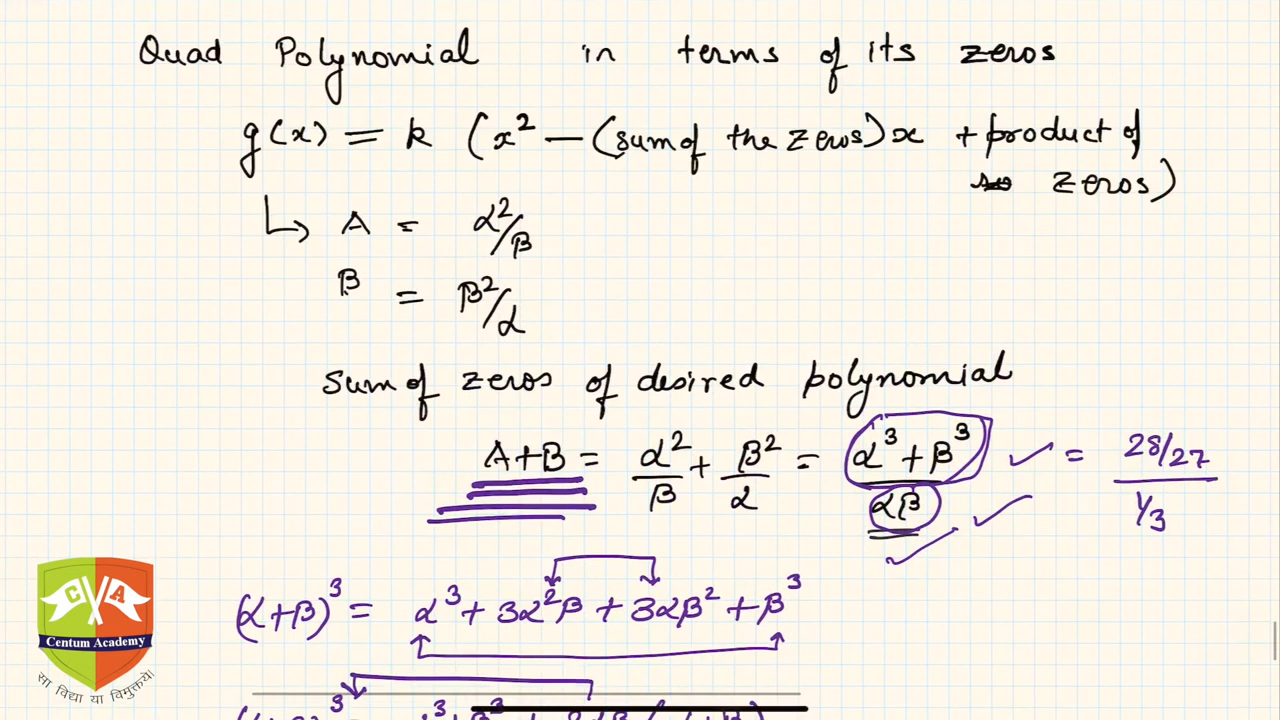 Quad Polynomial in terms of its zeros
g(x) = k (x² − (sum of the zeros)x + product of
zeros)
↳ A = α²/β
B = β²/α
sum of zeros of desired polynomial
A+B = α²/β + β²/α = α³+β³/αβ ✓ = 28/27 / 1/3
✓ ✓
(α+β)³ = α³ + 3α²β + 3αβ² + β³
C A
Centum Academy
सा विद्या या विमुक्तये।